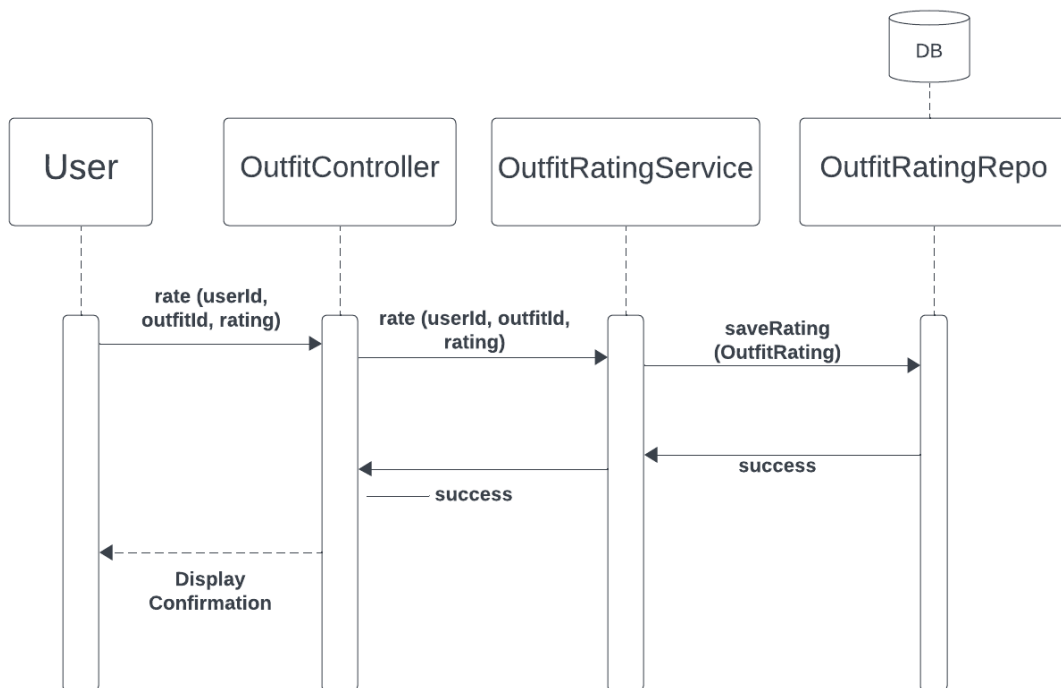 DB
User
OutfitController
OutfitRatingService
OutfitRatingRepo
rate (userId,
outfitId, rating)
rate (userId, outfitId,
rating)
saveRating
(OutfitRating)
success
success
Display
Confirmation